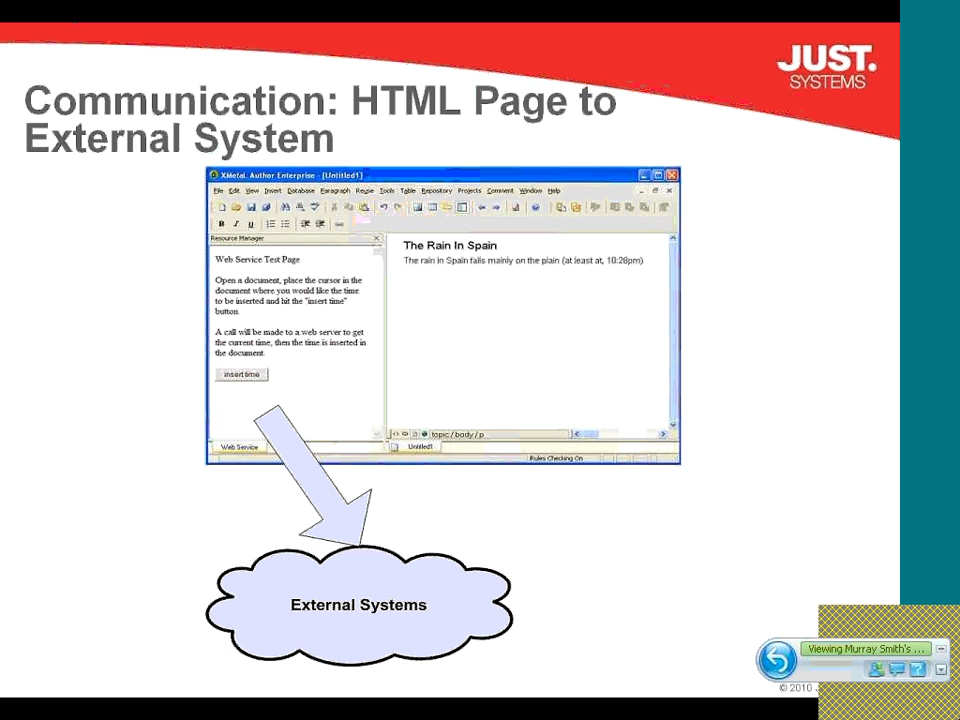 JUST.
SYSTEMS
Communication: HTML Page to
External System
XMetaL Author Enterprise - [Untitled1]
File Edit View Insert Database Paragraph Reuse Tools Table Repository Projects Comment Window Help
B I U
Resource Manager
Web Service Test Page
Open a document, place the cursor in the
document where you would like the time
to be inserted and hit the "insert time"
button.
A call will be made to a web server to get
the current time, then the time is inserted in
the document.
insert time
Web Service
The Rain In Spain
The rain in Spain falls mainly on the plain (at least at, 10:28pm)
topic / body / p
Untitled1
Rules Checking On
External Systems
Viewing Murray Smith's ...
© 2010 J